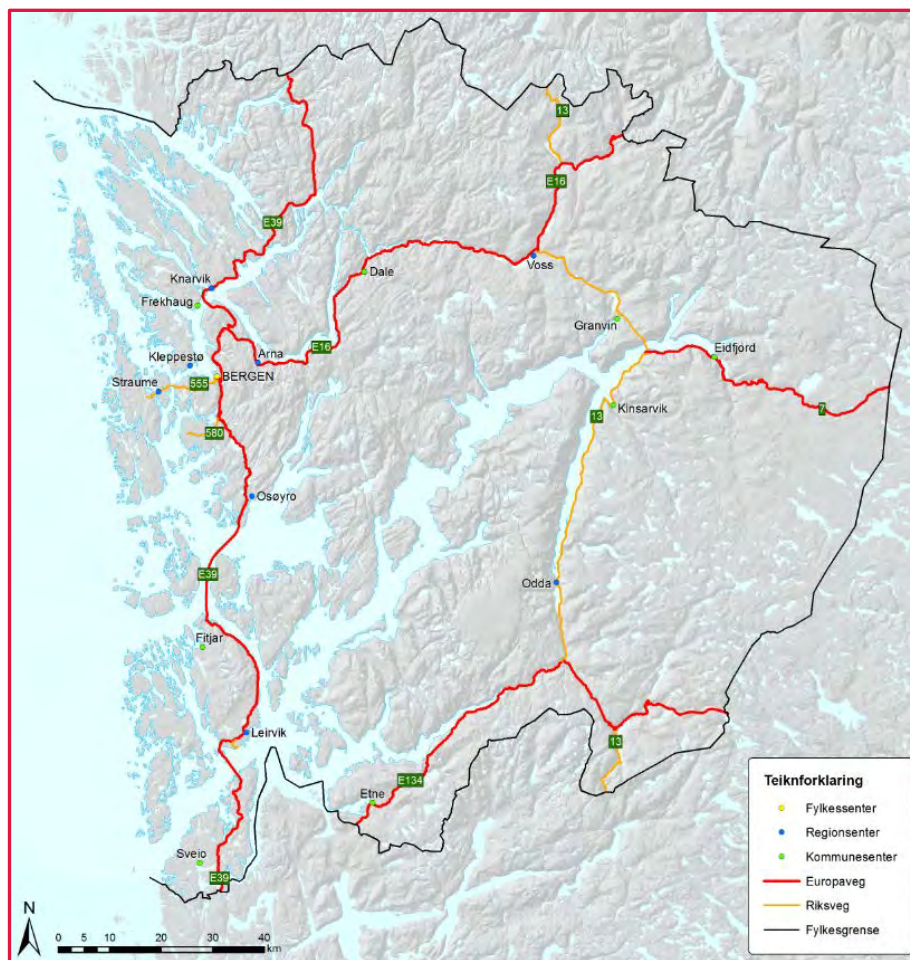 13
E16
E39
Voss
Dale
Knarvik
Frekhaug
Granvin
Arna
E16
Kleppestø
Eidfjord
BERGEN
Straume
555
Kinsarvik
7
13
580
Osøyro
E39
Odda
Fitjar
Leirvik
13
E134
Etne
Sveio
E39
N
0 10 20 30 40
km
Teiknforklaring
Fylkessenter
Regionsenter
Kommunesenter
Europaveg
Riksveg
Fylkesgrense